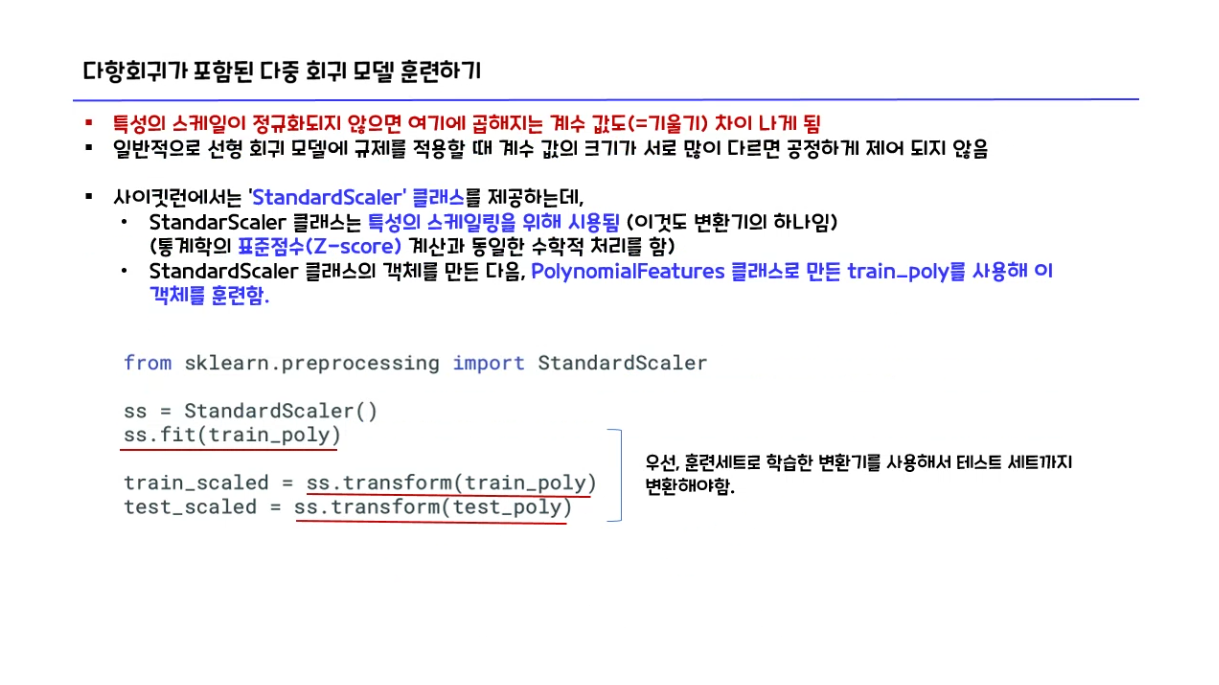 다항회귀가 포함된 다중 회귀 모델 훈련하기
▪ 특성의 스케일이 정규화되지 않으면 여기에 곱해지는 계수 값도(=기울기) 차이 나게 됨
▪ 일반적으로 선형 회귀 모델에 규제를 적용할 때 계수 값의 크기가 서로 많이 다르면 공정하게 제어 되지 않음
▪ 사이킷런에서는 'StandardScaler' 클래스를 제공하는데,
• StandarScaler 클래스는 특성의 스케일링을 위해 시용됨 (이것도 변환기의 하나임)
(통계학의 표준점수(Z-score) 계산과 동일한 수학적 처리를 함)
• StandardScaler 클래스의 객체를 만든 다음, PolynomialFeatures 클래스로 만든 train_poly를 사용해 이
객체를 훈련함.
from sklearn.preprocessing import StandardScaler
ss = StandardScaler()
ss.fit(train_poly)
train_scaled = ss.transform(train_poly)
test_scaled = ss.transform(test_poly)
우선, 훈련세트로 학습한 변환기를 사용해서 테스트 세트까지
변환해야함.